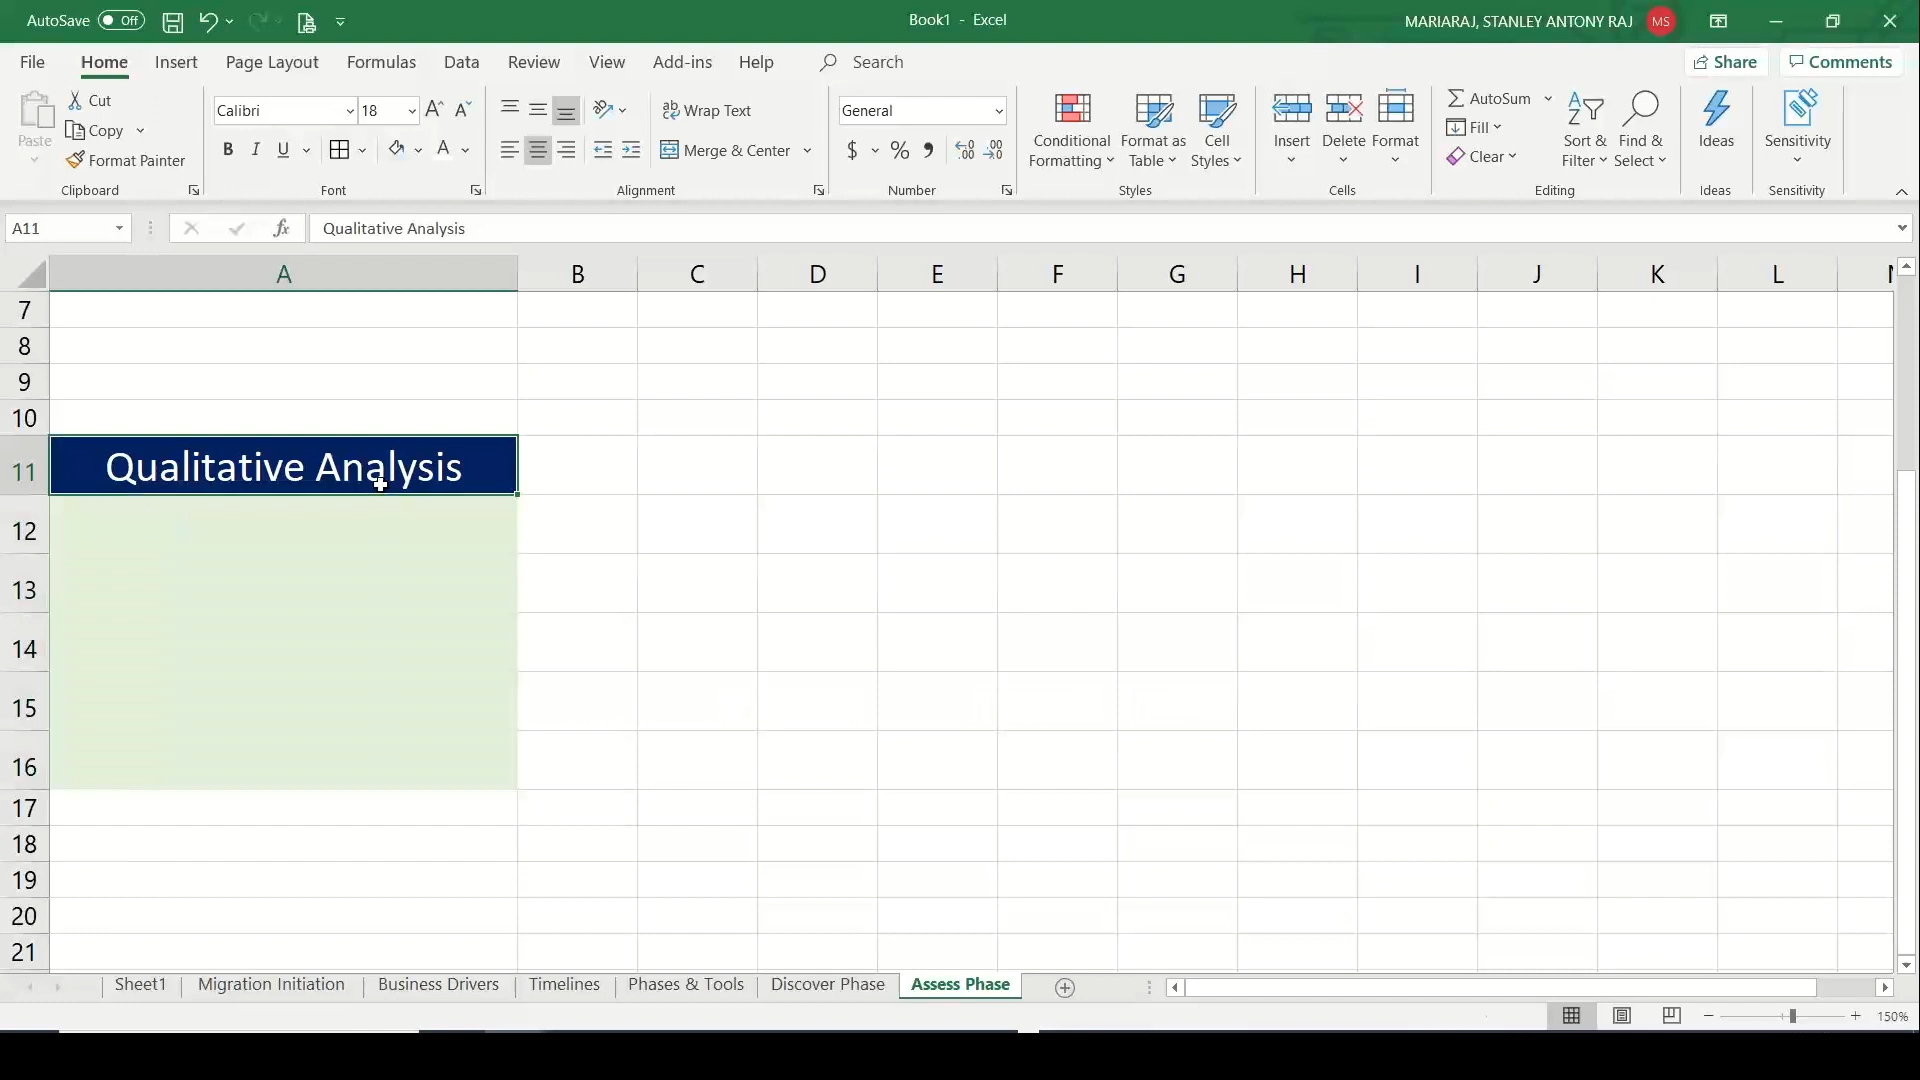 AutoSave Off
Book1 - Excel
MARIARAJ, STANLEY ANTONY RAJ MS
File Home Insert Page Layout Formulas Data Review View Add-ins Help Search Share Comments
Paste
Cut
Copy
Format Painter
Clipboard
Calibri 18
B I U
Font
Wrap Text
Merge & Center
Alignment
General
$ % 9
Number
Conditional Formatting
Format as Table
Cell Styles
Styles
Insert Delete Format
Cells
AutoSum
Fill
Clear
Sort & Filter
Find & Select
Editing
Ideas
Ideas
Sensitivity
Sensitivity
A11 fx Qualitative Analysis
A B C D E F G H I J K L
7
8
9
10
11 Qualitative Analysis
12
13
14
15
16
17
18
19
20
21
Sheet1 Migration Initiation Business Drivers Timelines Phases & Tools Discover Phase Assess Phase
150%